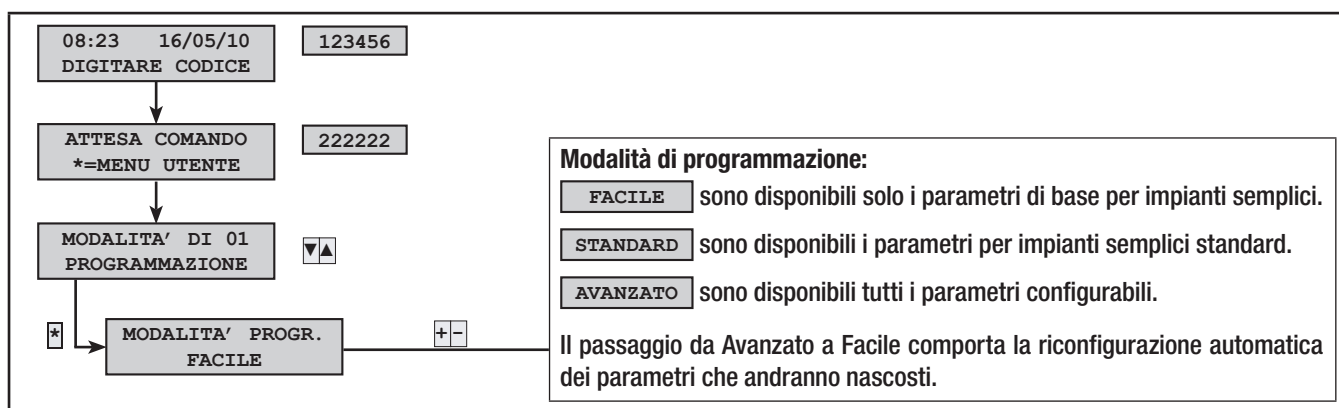 08:23 16/05/10
DIGITARE CODICE
123456
ATTESA COMANDO
*=MENU UTENTE
222222
MODALITA' DI 01
PROGRAMMAZIONE
▼▲
*
MODALITA' PROGR.
FACILE
+-
Modalità di programmazione:
FACILE sono disponibili solo i parametri di base per impianti semplici.
STANDARD sono disponibili i parametri per impianti semplici standard.
AVANZATO sono disponibili tutti i parametri configurabili.
Il passaggio da Avanzato a Facile comporta la riconfigurazione automatica
dei parametri che andranno nascosti.